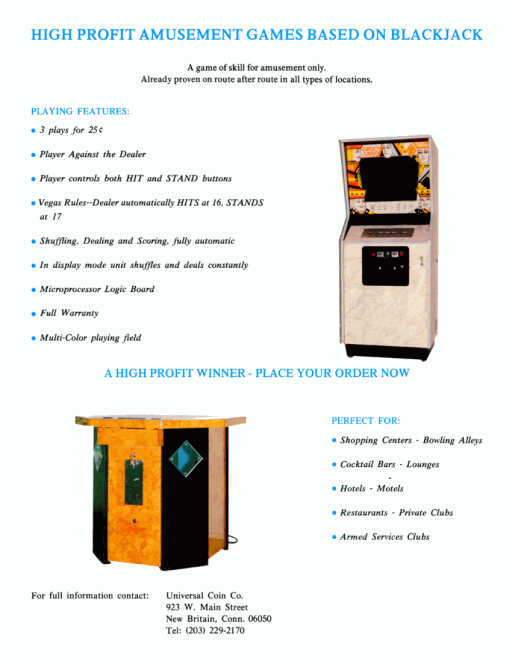 HIGH PROFIT AMUSEMENT GAMES BASED ON BLACKJACK
A game of skill for amusement only.
Already proven on route after route in all types of locations.
PLAYING FEATURES:
• 3 plays for 25¢
• Player Against the Dealer
• Player controls both HIT and STAND buttons
• Vegas Rules--Dealer automatically HITS at 16, STANDS
at 17
• Shuffling, Dealing and Scoring, fully automatic
• In display mode unit shuffles and deals constantly
• Microprocessor Logic Board
• Full Warranty
• Multi-Color playing field
A HIGH PROFIT WINNER - PLACE YOUR ORDER NOW
PERFECT FOR:
• Shopping Centers - Bowling Alleys
• Cocktail Bars - Lounges
• Hotels - Motels
• Restaurants - Private Clubs
• Armed Services Clubs
For full information contact: Universal Coin Co.
923 W. Main Street
New Britain, Conn. 06050
Tel: (203) 229-2170